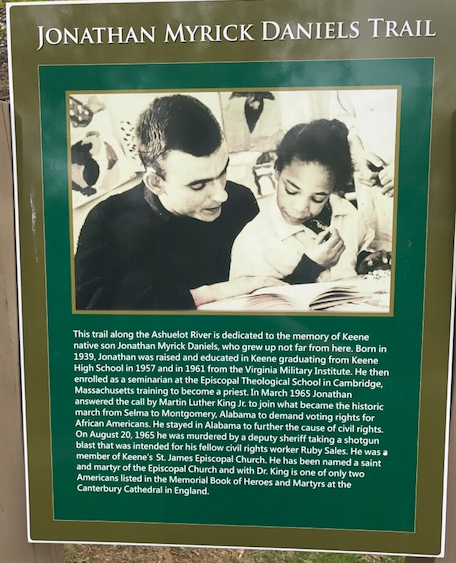 JONATHAN MYRICK DANIELS TRAIL
This trail along the Ashuelot River is dedicated to the memory of Keene
native son Jonathan Myrick Daniels, who grew up not far from here. Born in
1939, Jonathan was raised and educated in Keene graduating from Keene
High School in 1957 and in 1961 from the Virginia Military Institute. He then
enrolled as a seminarian at the Episcopal Theological School in Cambridge,
Massachusetts training to become a priest. In March 1965 Jonathan
answered the call by Martin Luther King Jr. to join what became the historic
march from Selma to Montgomery, Alabama to demand voting rights for
African Americans. He stayed in Alabama to further the cause of civil rights.
On August 20, 1965 he was murdered by a deputy sheriff taking a shotgun
blast that was intended for his fellow civil rights worker Ruby Sales. He was a
member of Keene's St. James Episcopal Church. He has been named a saint
and martyr of the Episcopal Church and with Dr. King is one of only two
Americans listed in the Memorial Book of Heroes and Martyrs at the
Canterbury Cathedral in England.